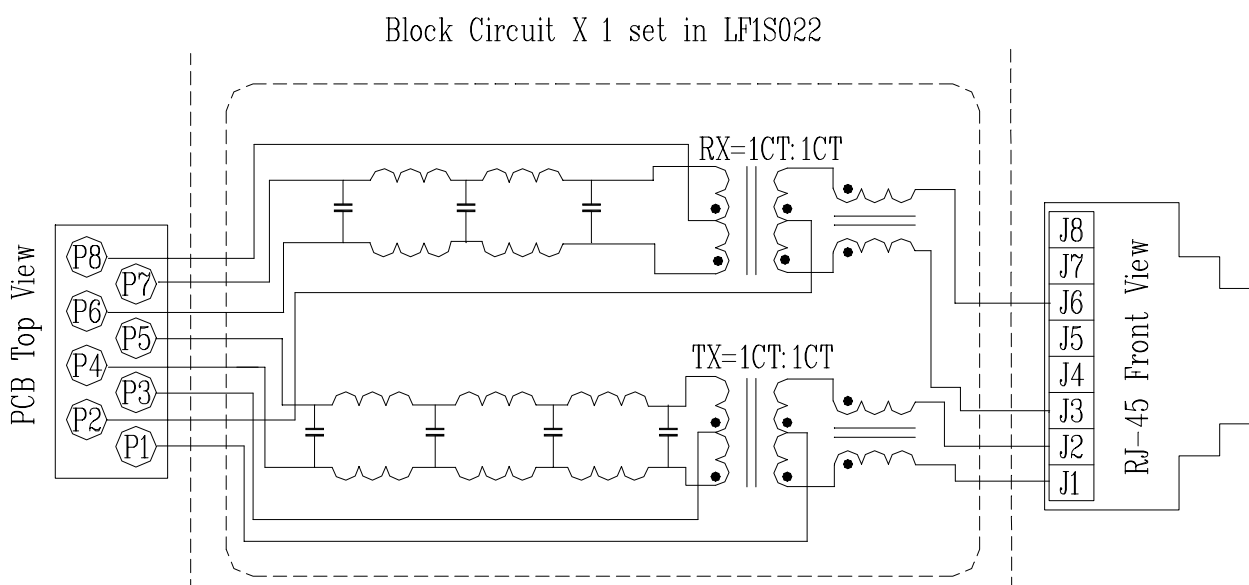 Block Circuit X 1 set in LF1S022
RX=1CT:1CT
TX=1CT:1CT
PCB Top View
P8
P7
P6
P5
P4
P3
P2
P1
J8
J7
J6
J5
J4
J3
J2
J1
RJ-45 Front View